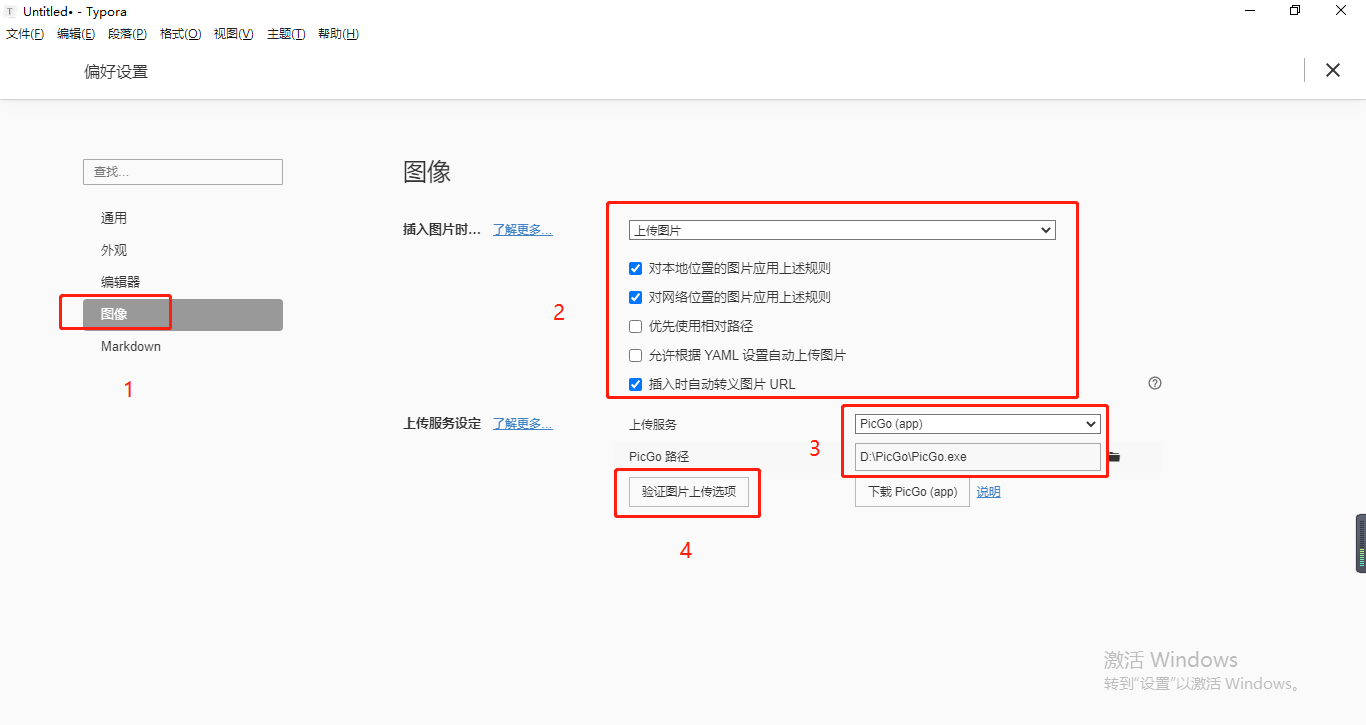 T Untitled• - Typora
文件(F) 编辑(E) 段落(P) 格式(O) 视图(V) 主题(T) 帮助(H)
偏好设置
查找...
图像
通用
外观
编辑器
图像
Markdown
1
插入图片时... 了解更多...
上传图片
对本地位置的图片应用上述规则
对网络位置的图片应用上述规则
2
优先使用相对路径
允许根据 YAML 设置自动上传图片
插入时自动转义图片 URL
上传服务设定 了解更多...
上传服务 PicGo (app)
3
PicGo 路径 D:\PicGo\PicGo.exe
验证图片上传选项 下载 PicGo (app) 说明
4
激活 Windows
转到"设置"以激活 Windows。